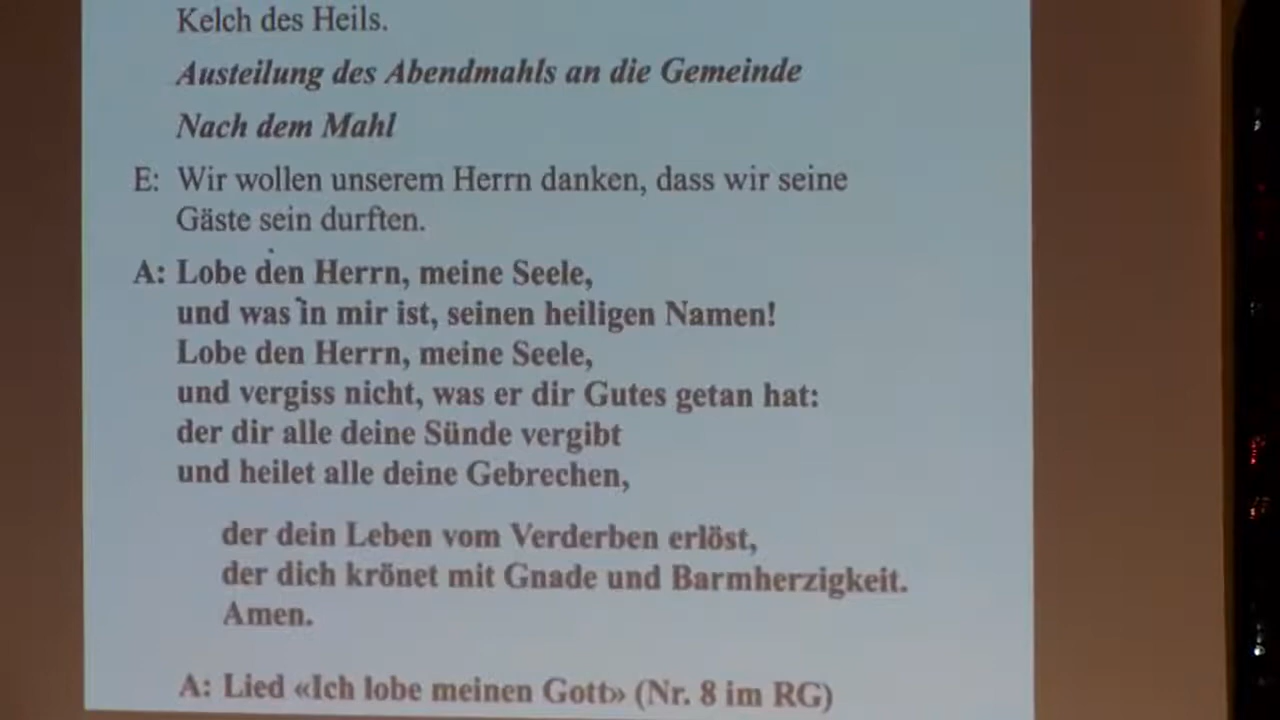 Kelch des Heils.
Austeilung des Abendmahls an die Gemeinde
Nach dem Mahl
E: Wir wollen unserem Herrn danken, dass wir seine
Gäste sein durften.
A: Lobe den Herrn, meine Seele,
und was in mir ist, seinen heiligen Namen!
Lobe den Herrn, meine Seele,
und vergiss nicht, was er dir Gutes getan hat:
der dir alle deine Sünde vergibt
und heilet alle deine Gebrechen,
der dein Leben vom Verderben erlöst,
der dich krönet mit Gnade und Barmherzigkeit.
Amen.
A: Lied «Ich lobe meinen Gott» (Nr. 8 im RG)